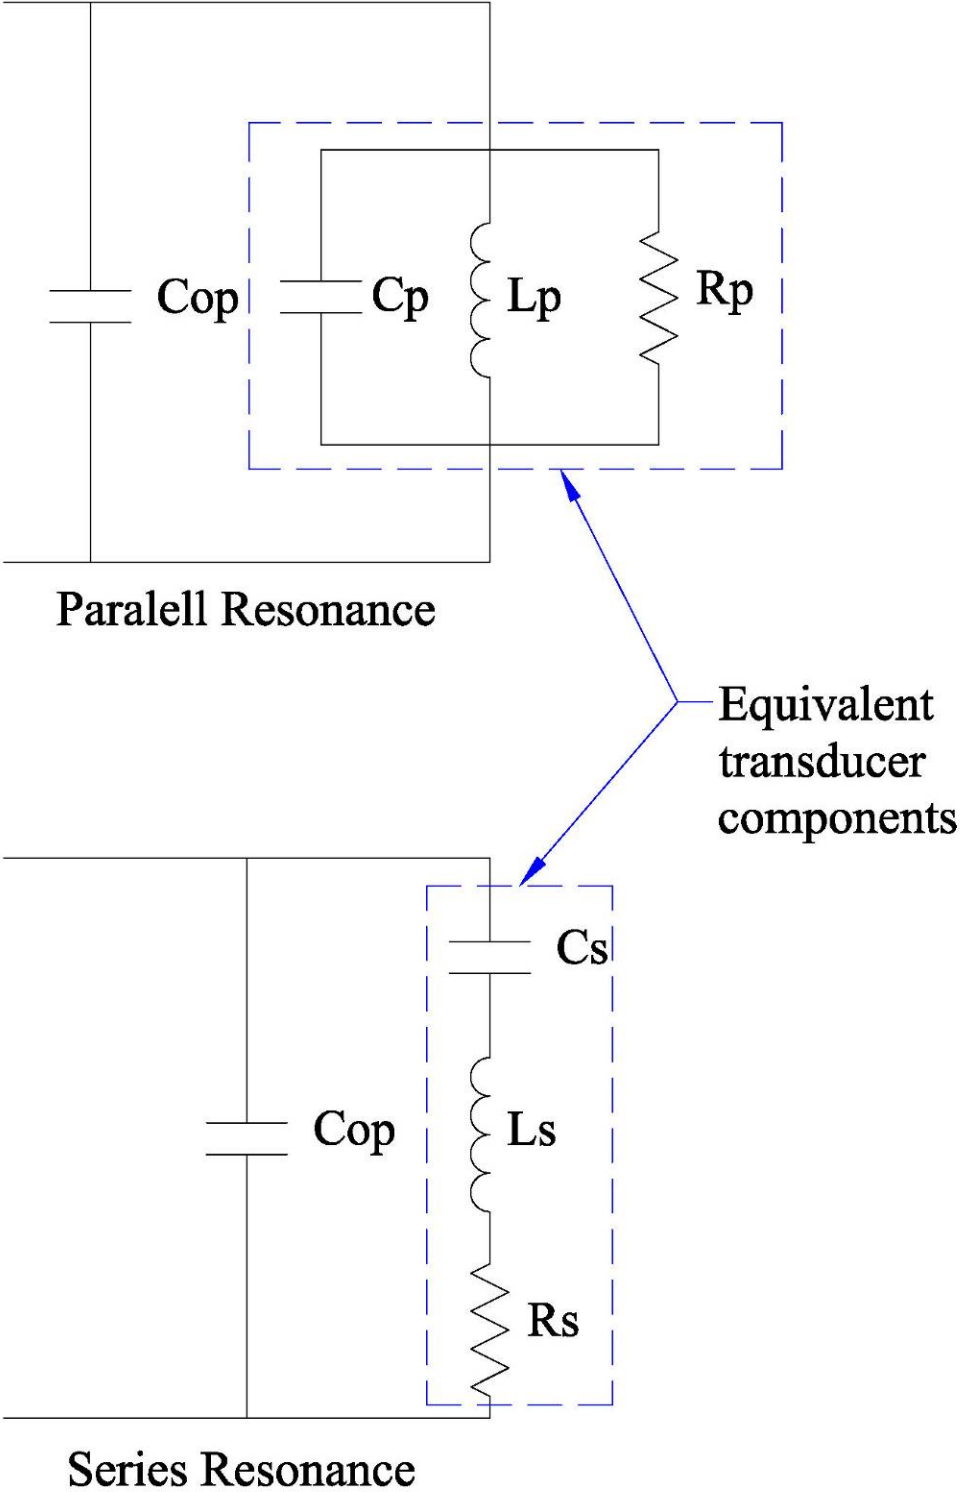 Cop
Cp
Lp
Rp
Paralell Resonance
Equivalent
transducer
components
Cs
Cop
Ls
Rs
Series Resonance